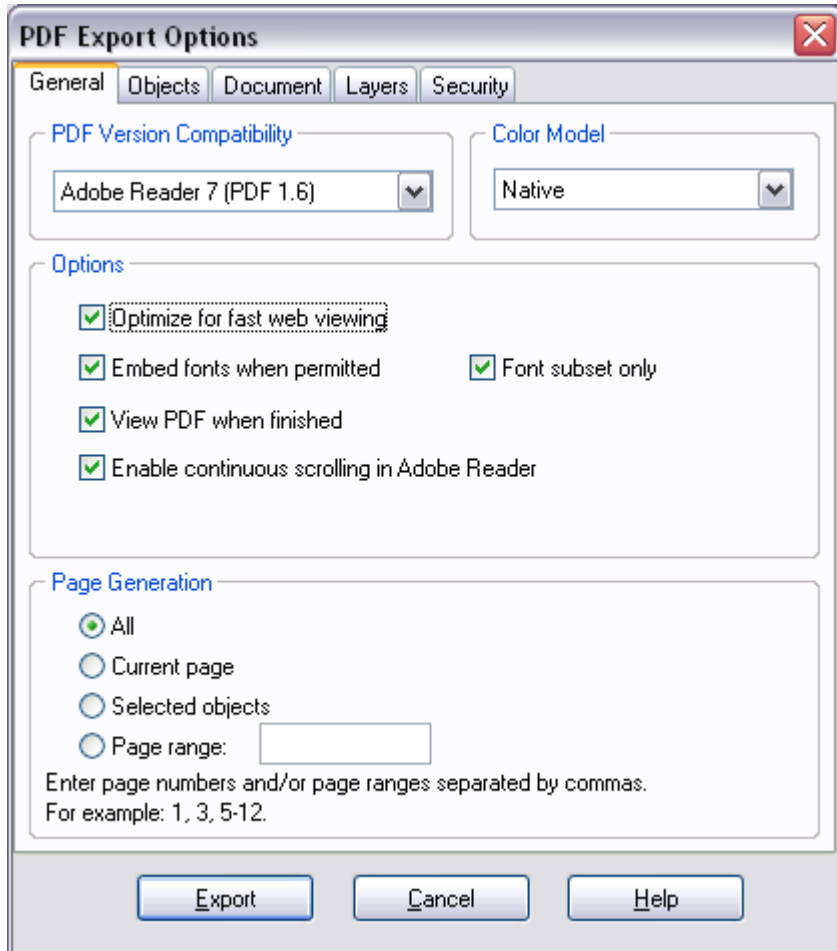 PDF Export Options
General Objects Document Layers Security
PDF Version Compatibility Color Model
Adobe Reader 7 (PDF 1.6) Native
Options
Optimize for fast web viewing
Embed fonts when permitted Font subset only
View PDF when finished
Enable continuous scrolling in Adobe Reader
Page Generation
All
Current page
Selected objects
Page range:
Enter page numbers and/or page ranges separated by commas.
For example: 1, 3, 5-12.
Export Cancel Help